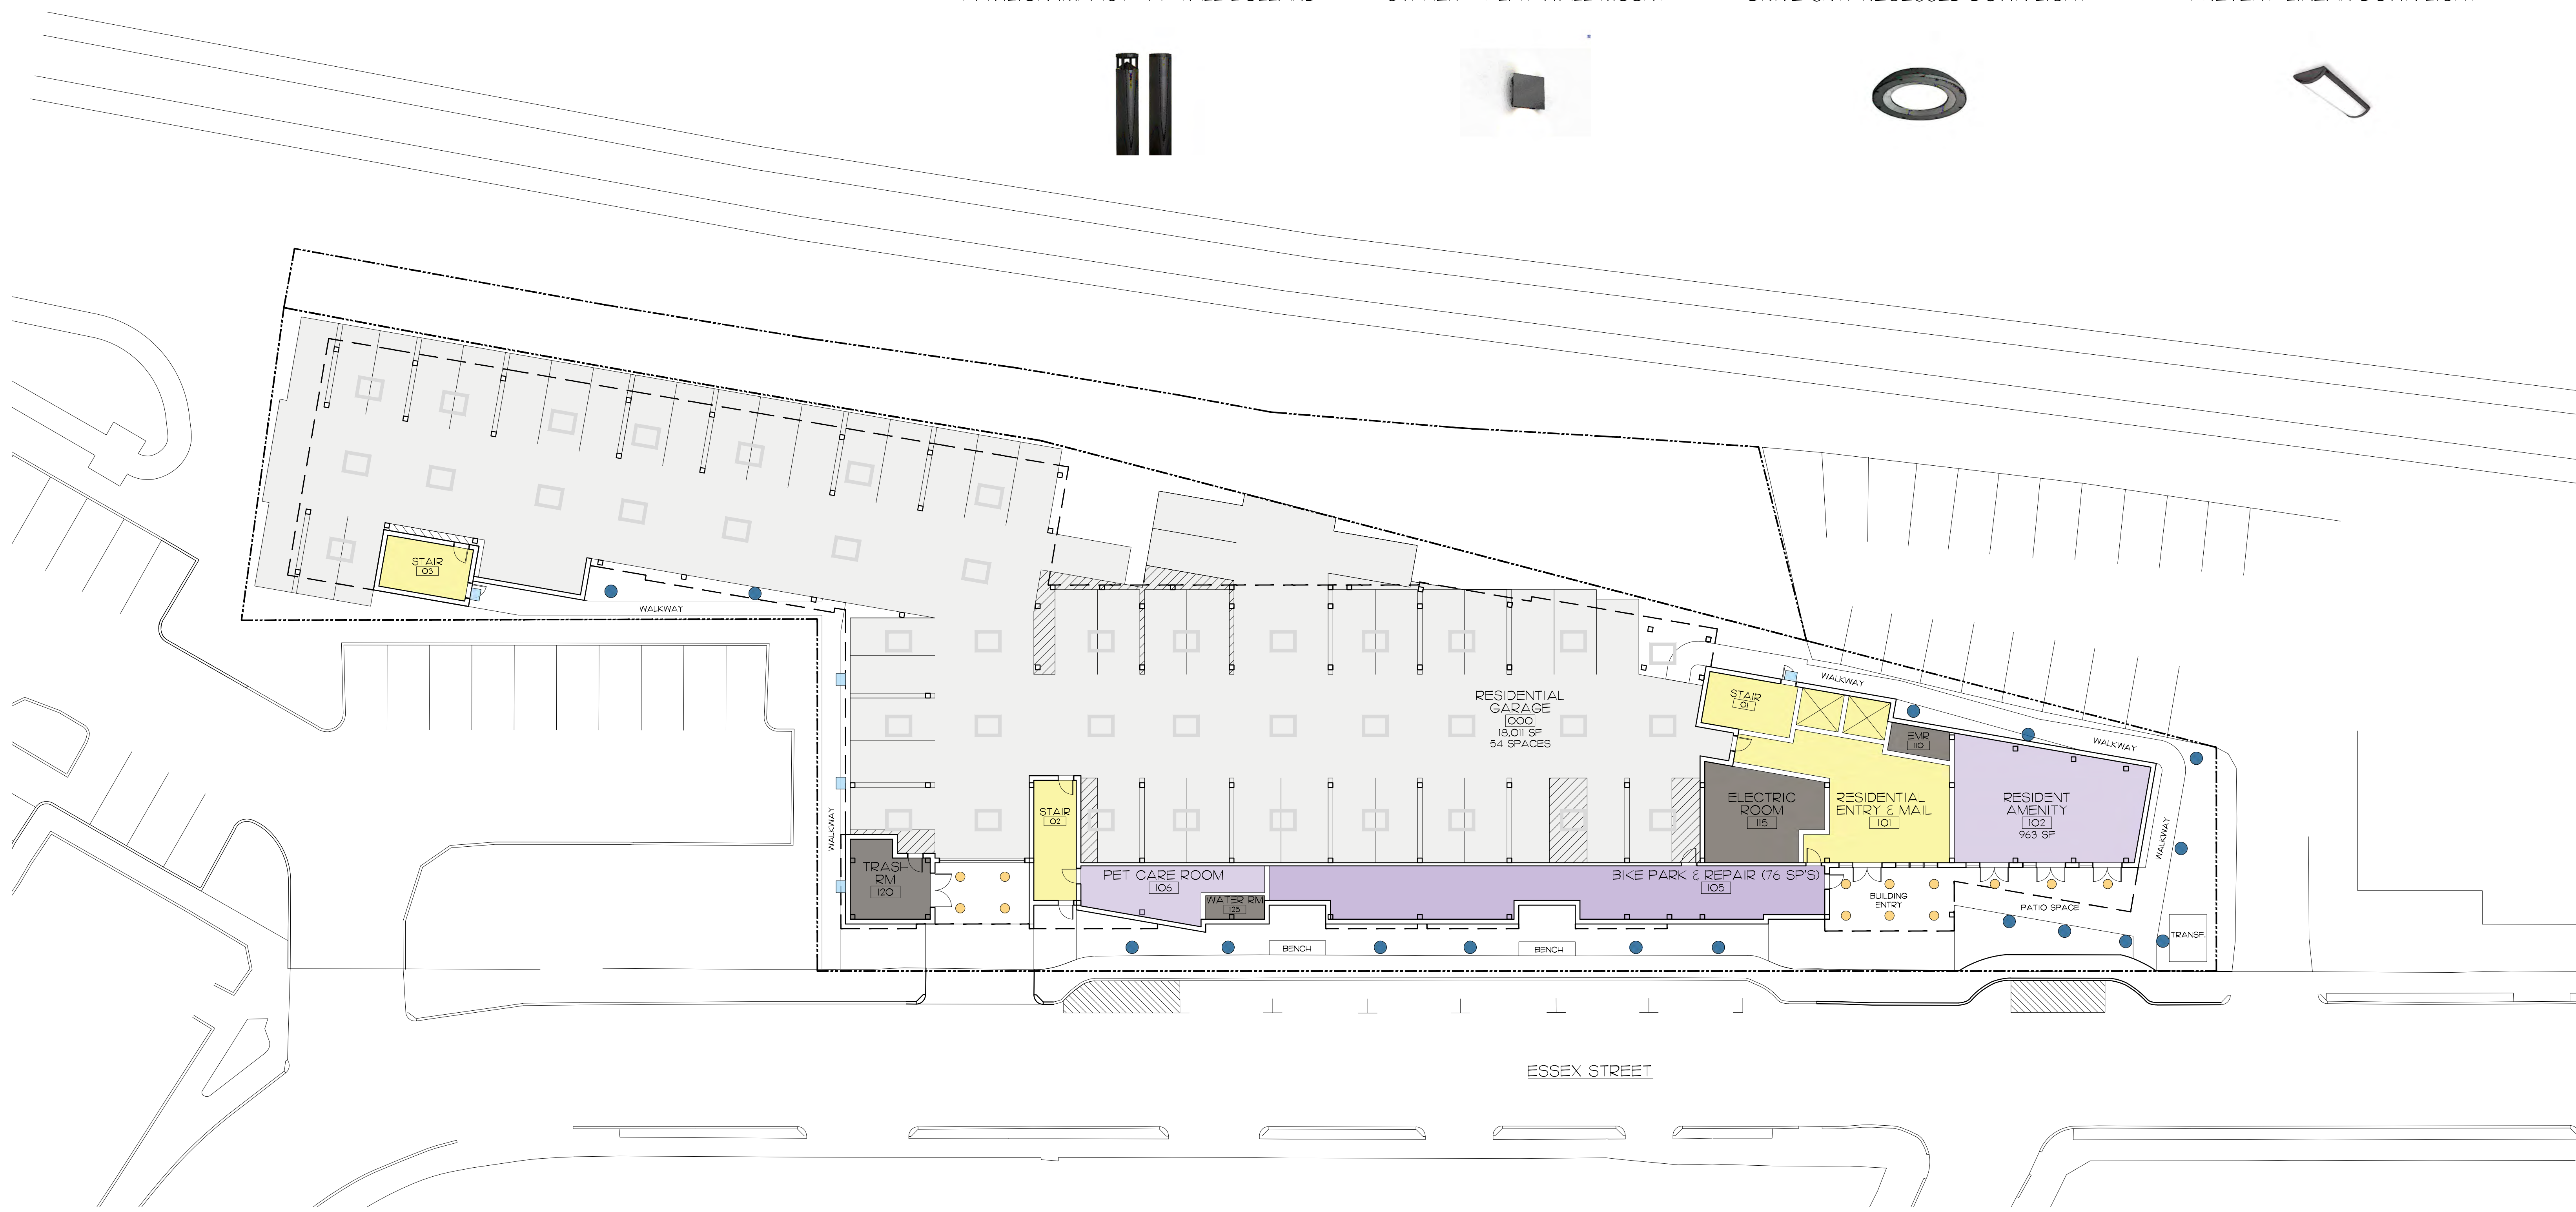 STAIR
03
WALKWAY
WALKWAY
STAIR
01
RESIDENTIAL
GARAGE
000
18,011 SF
54 SPACES
EMR
110
WALKWAY
STAIR
02
ELECTRIC
ROOM
115
RESIDENTIAL
ENTRY & MAIL
101
RESIDENT
AMENITY
102
963 SF
WALKWAY
WALKWAY
TRASH
RM
120
PET CARE ROOM
106
WATER RM
125
BIKE PARK & REPAIR (76 SP'S)
105
BUILDING
ENTRY
PATIO SPACE
TRANSF.
BENCH
BENCH
ESSEX STREET